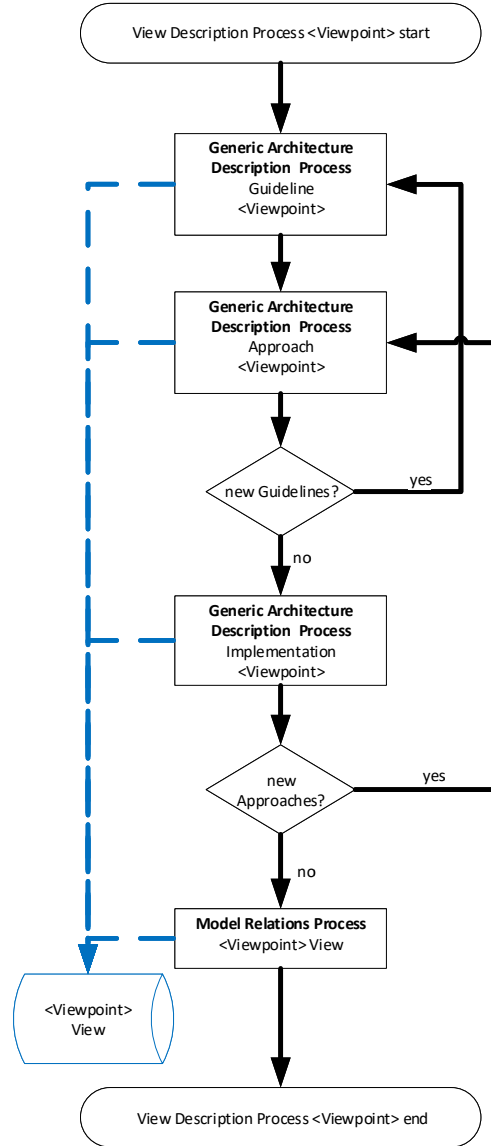 View Description Process <Viewpoint> start
Generic Architecture
Description Process
Guideline
<Viewpoint>
Generic Architecture
Description Process
Approach
<Viewpoint>
new Guidelines?
yes
no
Generic Architecture
Description Process
Implementation
<Viewpoint>
new
Approaches?
yes
no
Model Relations Process
<Viewpoint> View
<Viewpoint>
View
View Description Process <Viewpoint> end